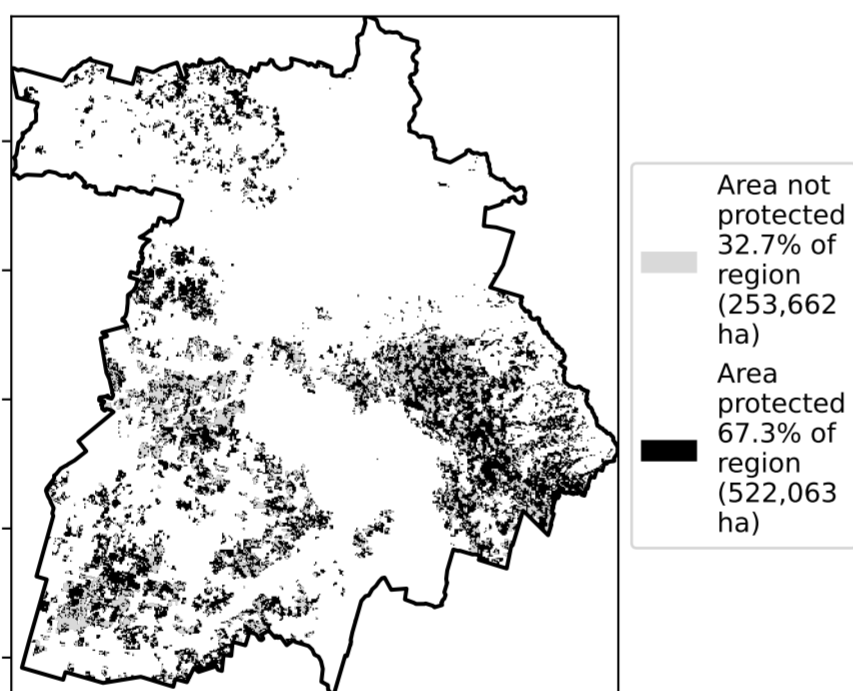 Area not
protected
32.7% of
region
(253,662
ha)
Area
protected
67.3% of
region
(522,063
ha)